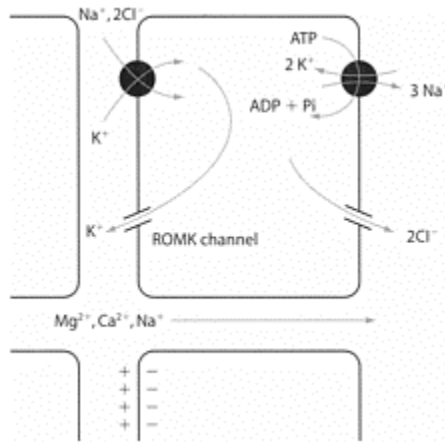 Na⁺, 2Cl⁻
ATP
2 K⁺
3 Na
ADP + Pi
K⁺
K⁺
ROMK channel
2Cl⁻
Mg²⁺, Ca²⁺, Na⁺
+ −
+ −
+ −
+ −